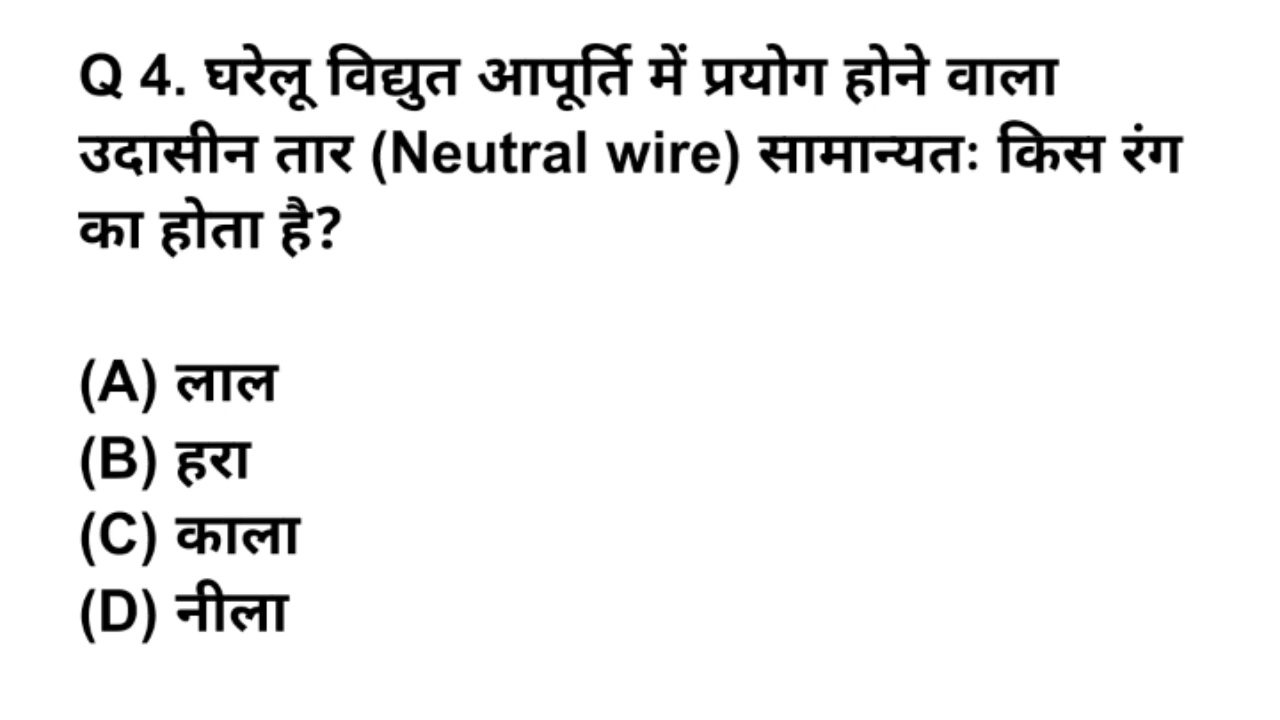 Q 4. घरेलू विद्युत आपूर्ति में प्रयोग होने वाला
उदासीन तार (Neutral wire) सामान्यतः किस रंग
का होता है?
(A) लाल
(B) हरा
(C) काला
(D) नीला